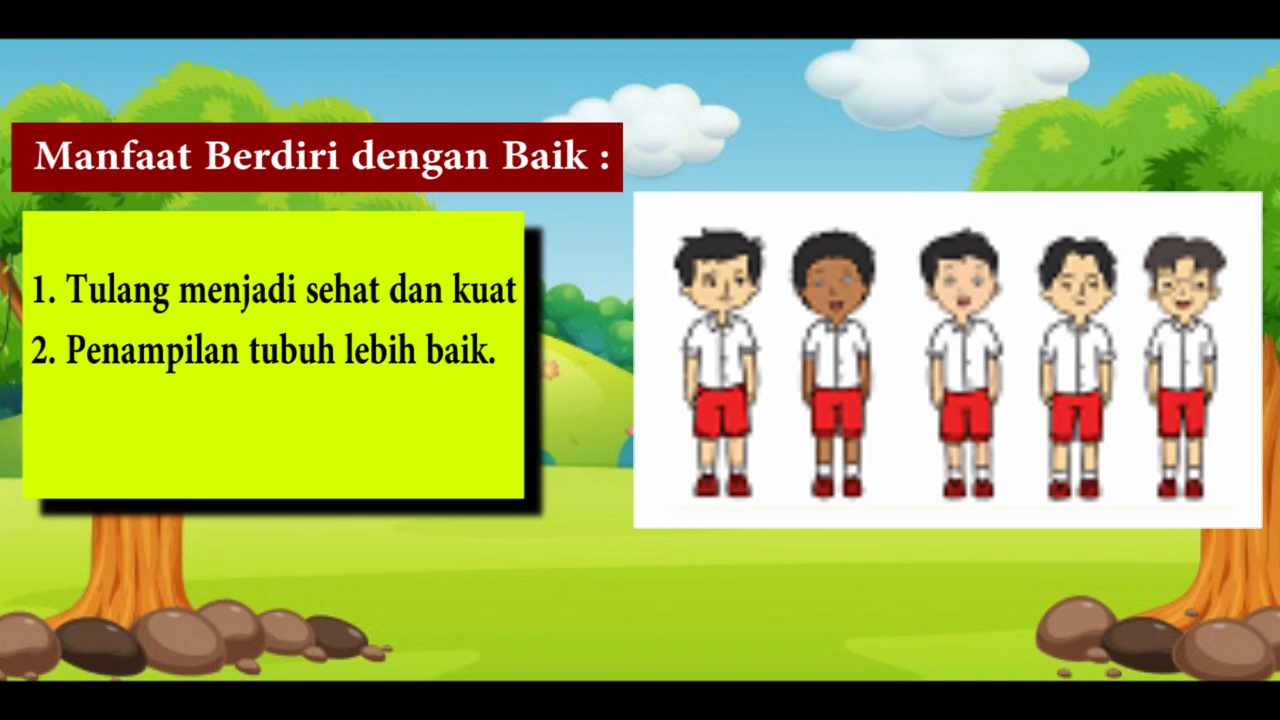 Manfaat Berdiri dengan Baik :
1. Tulang menjadi sehat dan kuat
2. Penampilan tubuh lebih baik.